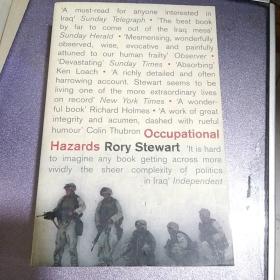 'A must-read for anyone interested in
Iraq' Sunday Telegraph • 'The best book
by far to come out of the Iraq mess'
Sunday Herald • 'Mesmerising, wonderfully
observed, wise, evocative and painfully
attuned to our human frailty' Observer •
'Devastating' Sunday Times • 'Absorbing'
Ken Loach • 'A richly detailed and often
harrowing account. Stewart seems to be
living one of the more extraordinary lives
on record' New York Times • 'A wonder-
ful book' Richard Holmes • 'A work of great
integrity and acumen, dashed with rueful
humour' Colin Thubron Occupational
Hazards Rory Stewart 'It is hard
to imagine any book getting across more
vividly the sheer complexity of politics
in Iraq' Independent